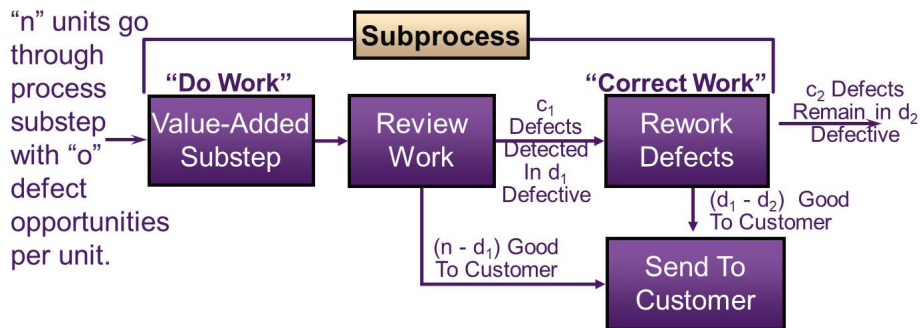 “n” units go
through
process
substep
with “o”
defect
opportunities
per unit.
Subprocess
“Do Work”
Value-Added
Substep
Review
Work
c₁
Defects
Detected
In d₁
Defective
“Correct Work”
Rework
Defects
c₂ Defects
Remain in d₂
Defective
(n - d₁) Good
To Customer
(d₁ - d₂) Good
To Customer
Send To
Customer